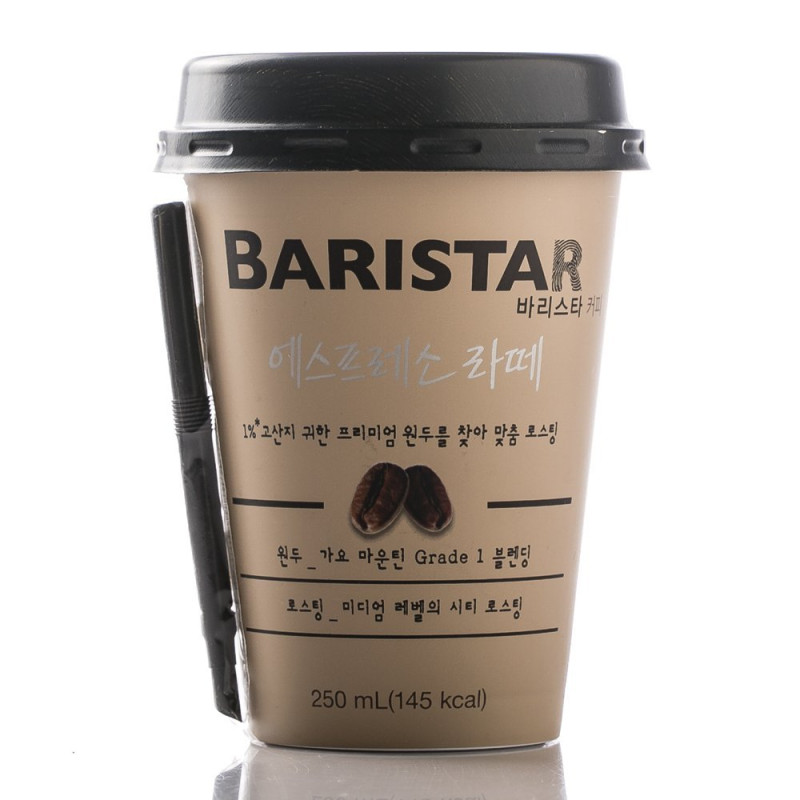 BARISTAR
바리스타 커피
에스프레소 라떼
1%*고산지 귀한 프리미엄 원두를 찾아 맞춤 로스팅
원두_가요 마운틴 Grade 1 블렌딩
로스팅_미디엄 레벨의 시티 로스팅
250 mL(145 kcal)